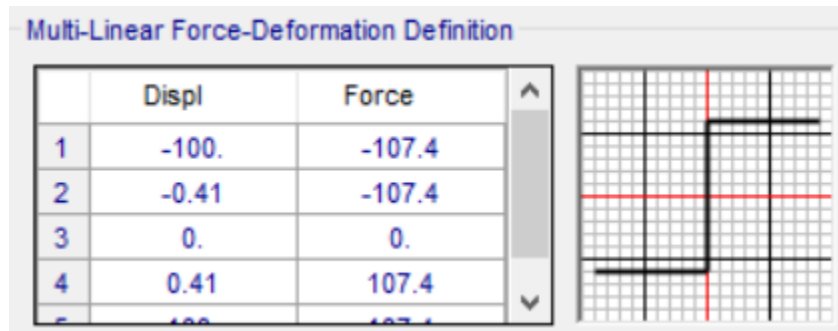 Multi-Linear Force-Deformation Definition
Displ Force
1 -100. -107.4
2 -0.41 -107.4
3 0. 0.
4 0.41 107.4